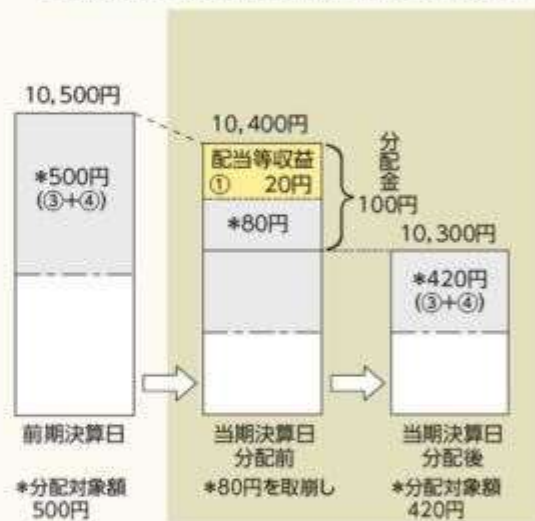 10,500円
*500円
(③+④)
10,400円
配当等収益
① 20円
*80円
分配金
100円
10,300円
*420円
(③+④)
前期決算日
当期決算日
分配前
当期決算日
分配後
*分配対象額
500円
*80円を取崩し
*分配対象額
420円